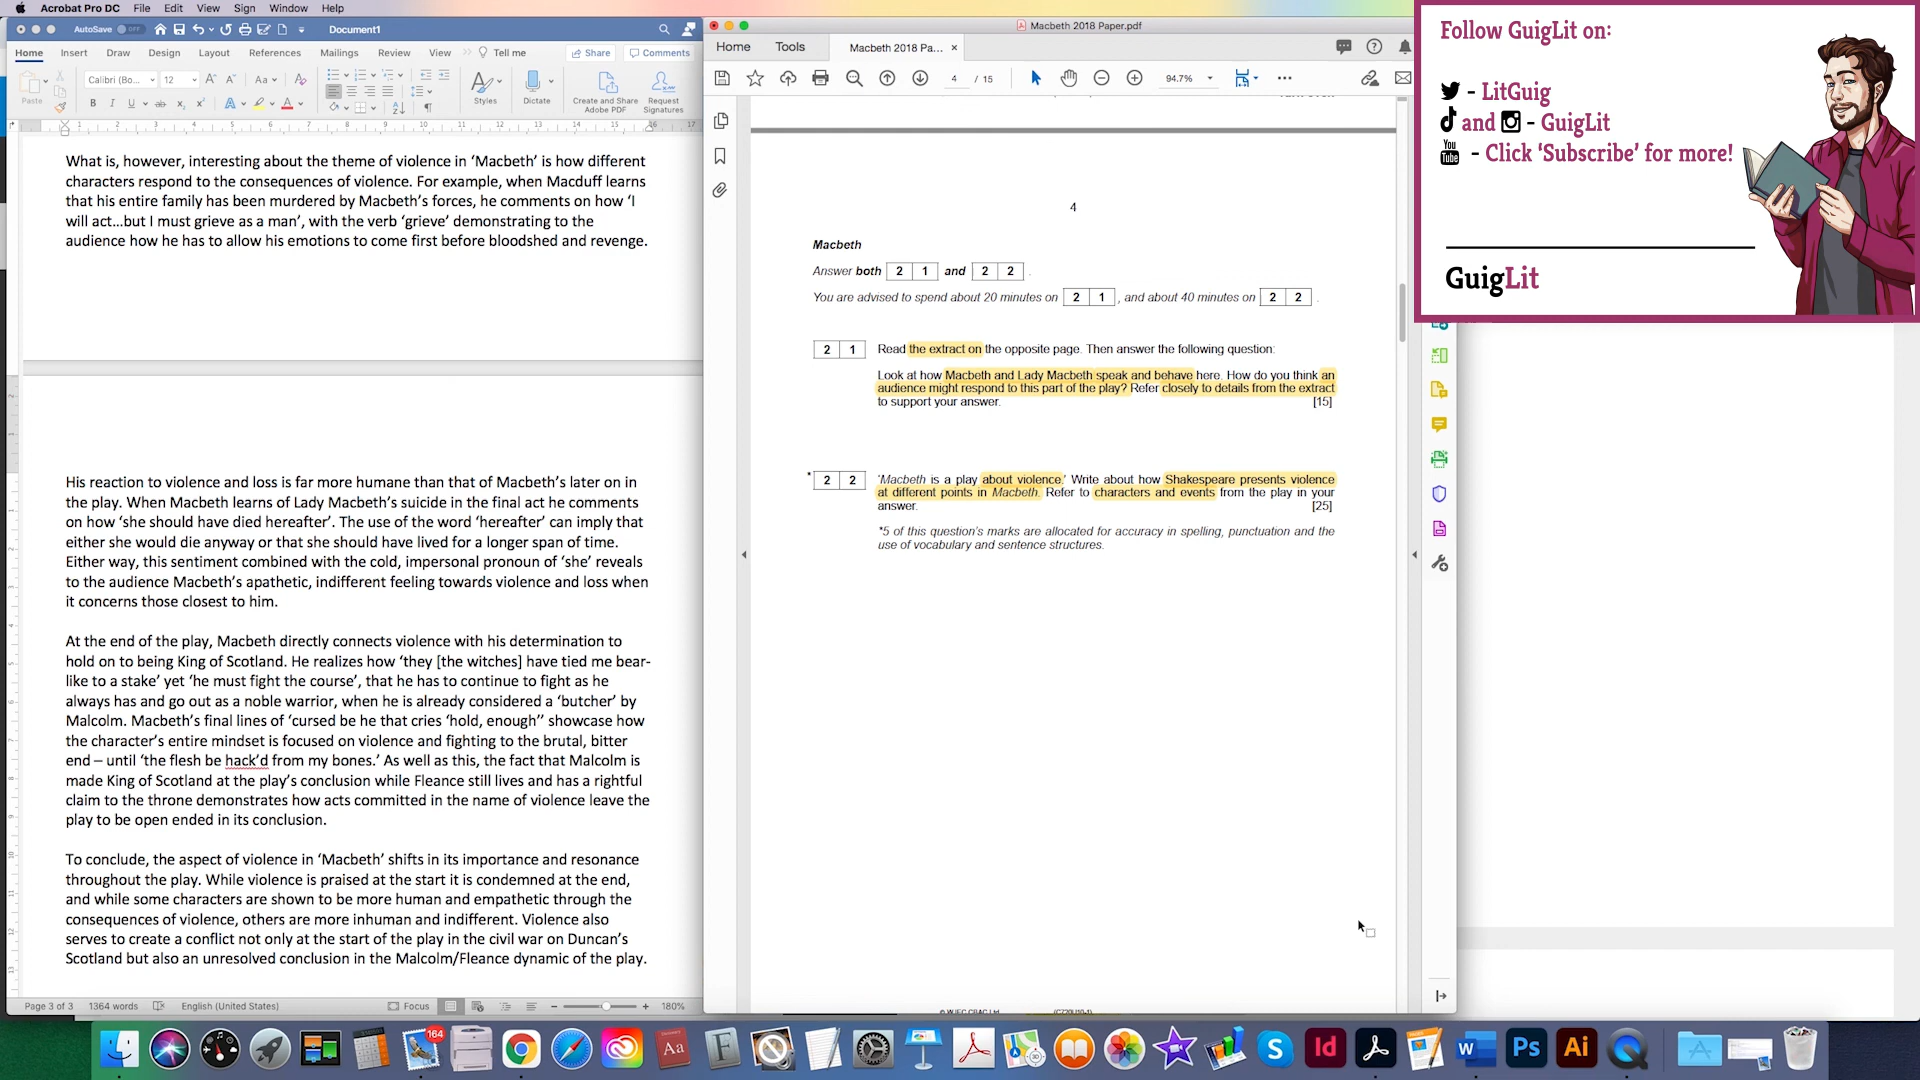 Acrobat Pro DC File Edit View Sign Window Help
AutoSave OFF Document1
Home Insert Draw Design Layout References Mailings Review View Tell me Share Comments
Paste Calibri (Bo... 12 Styles Dictate Create and Share Adobe PDF Request Signatures
What is, however, interesting about the theme of violence in ‘Macbeth’ is how different
characters respond to the consequences of violence. For example, when Macduff learns
that his entire family has been murdered by Macbeth’s forces, he comments on how ‘I
will act...but I must grieve as a man’, with the verb ‘grieve’ demonstrating to the
audience how he has to allow his emotions to come first before bloodshed and revenge.
His reaction to violence and loss is far more humane than that of Macbeth’s later on in
the play. When Macbeth learns of Lady Macbeth’s suicide in the final act he comments
on how ‘she should have died hereafter’. The use of the word ‘hereafter’ can imply that
either she would die anyway or that she should have lived for a longer span of time.
Either way, this sentiment combined with the cold, impersonal pronoun of ‘she’ reveals
to the audience Macbeth’s apathetic, indifferent feeling towards violence and loss when
it concerns those closest to him.
At the end of the play, Macbeth directly connects violence with his determination to
hold on to being King of Scotland. He realizes how ‘they [the witches] have tied me bear-
like to a stake’ yet ‘he must fight the course’, that he has to continue to fight as he
always has and go out as a noble warrior, when he is already considered a ‘butcher’ by
Malcolm. Macbeth’s final lines of ‘cursed be he that cries ‘hold, enough’’ showcase how
the character’s entire mindset is focused on violence and fighting to the brutal, bitter
end – until ‘the flesh be hack’d from my bones.’ As well as this, the fact that Malcolm is
made King of Scotland at the play’s conclusion while Fleance still lives and has a rightful
claim to the throne demonstrates how acts committed in the name of violence leave the
play to be open ended in its conclusion.
To conclude, the aspect of violence in ‘Macbeth’ shifts in its importance and resonance
throughout the play. While violence is praised at the start it is condemned at the end,
and while some characters are shown to be more human and empathetic through the
consequences of violence, others are more inhuman and indifferent. Violence also
serves to create a conflict not only at the start of the play in the civil war on Duncan’s
Scotland but also an unresolved conclusion in the Malcolm/Fleance dynamic of the play.
Page 3 of 3 1364 words English (United States) Focus 180%
Macbeth 2018 Paper.pdf
Home Tools Macbeth 2018 Pa... ×
4 / 15 94.7%
4
Macbeth
Answer both 2 1 and 2 2 .
You are advised to spend about 20 minutes on 2 1 , and about 40 minutes on 2 2 .
2 1 Read the extract on the opposite page. Then answer the following question:
Look at how Macbeth and Lady Macbeth speak and behave here. How do you think an
audience might respond to this part of the play? Refer closely to details from the extract
to support your answer. [15]
* 2 2 ‘Macbeth is a play about violence.’ Write about how Shakespeare presents violence
at different points in Macbeth. Refer to characters and events from the play in your
answer. [25]
*5 of this question’s marks are allocated for accuracy in spelling, punctuation and the
use of vocabulary and sentence structures.
Follow GuigLit on:
- LitGuig
and - GuigLit
You Tube - Click ‘Subscribe’ for more!
GuigLit
164
Aa
F
S
Id
W
Ps
Ai